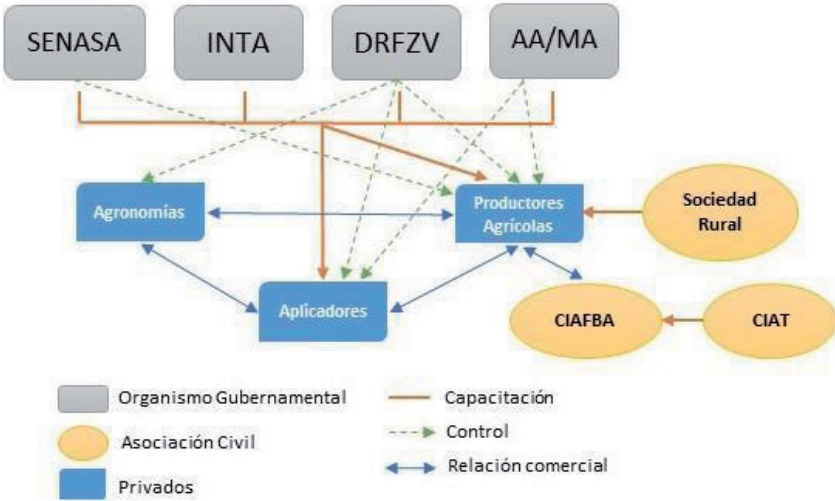 SENASA
INTA
DRFZV
AA/MA
Agronomías
Productores
Agrícolas
Sociedad
Rural
Aplicadores
CIAFBA
CIAT
Organismo Gubernamental
Capacitación
Asociación Civil
Control
Privados
Relación comercial